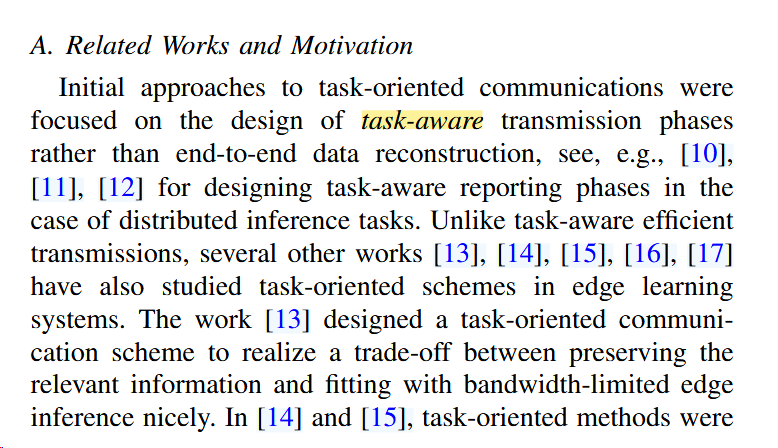 A. Related Works and Motivation
Initial approaches to task-oriented communications were
focused on the design of task-aware transmission phases
rather than end-to-end data reconstruction, see, e.g., [10],
[11], [12] for designing task-aware reporting phases in the
case of distributed inference tasks. Unlike task-aware efficient
transmissions, several other works [13], [14], [15], [16], [17]
have also studied task-oriented schemes in edge learning
systems. The work [13] designed a task-oriented communi-
cation scheme to realize a trade-off between preserving the
relevant information and fitting with bandwidth-limited edge
inference nicely. In [14] and [15], task-oriented methods were